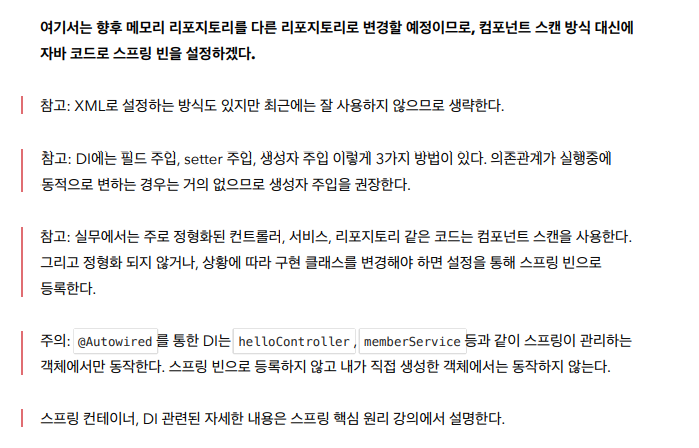 여기서는 향후 메모리 리포지토리를 다른 리포지토리로 변경할 예정이므로, 컴포넌트 스캔 방식 대신에
자바 코드로 스프링 빈을 설정하겠다.
참고: XML로 설정하는 방식도 있지만 최근에는 잘 사용하지 않으므로 생략한다.
참고: DI에는 필드 주입, setter 주입, 생성자 주입 이렇게 3가지 방법이 있다. 의존관계가 실행중에
동적으로 변하는 경우는 거의 없으므로 생성자 주입을 권장한다.
참고: 실무에서는 주로 정형화된 컨트롤러, 서비스, 리포지토리 같은 코드는 컴포넌트 스캔을 사용한다.
그리고 정형화 되지 않거나, 상황에 따라 구현 클래스를 변경해야 하면 설정을 통해 스프링 빈으로
등록한다.
주의: @Autowired 를 통한 DI는 helloController , memberService 등과 같이 스프링이 관리하는
객체에서만 동작한다. 스프링 빈으로 등록하지 않고 내가 직접 생성한 객체에서는 동작하지 않는다.
스프링 컨테이너, DI 관련된 자세한 내용은 스프링 핵심 원리 강의에서 설명한다.